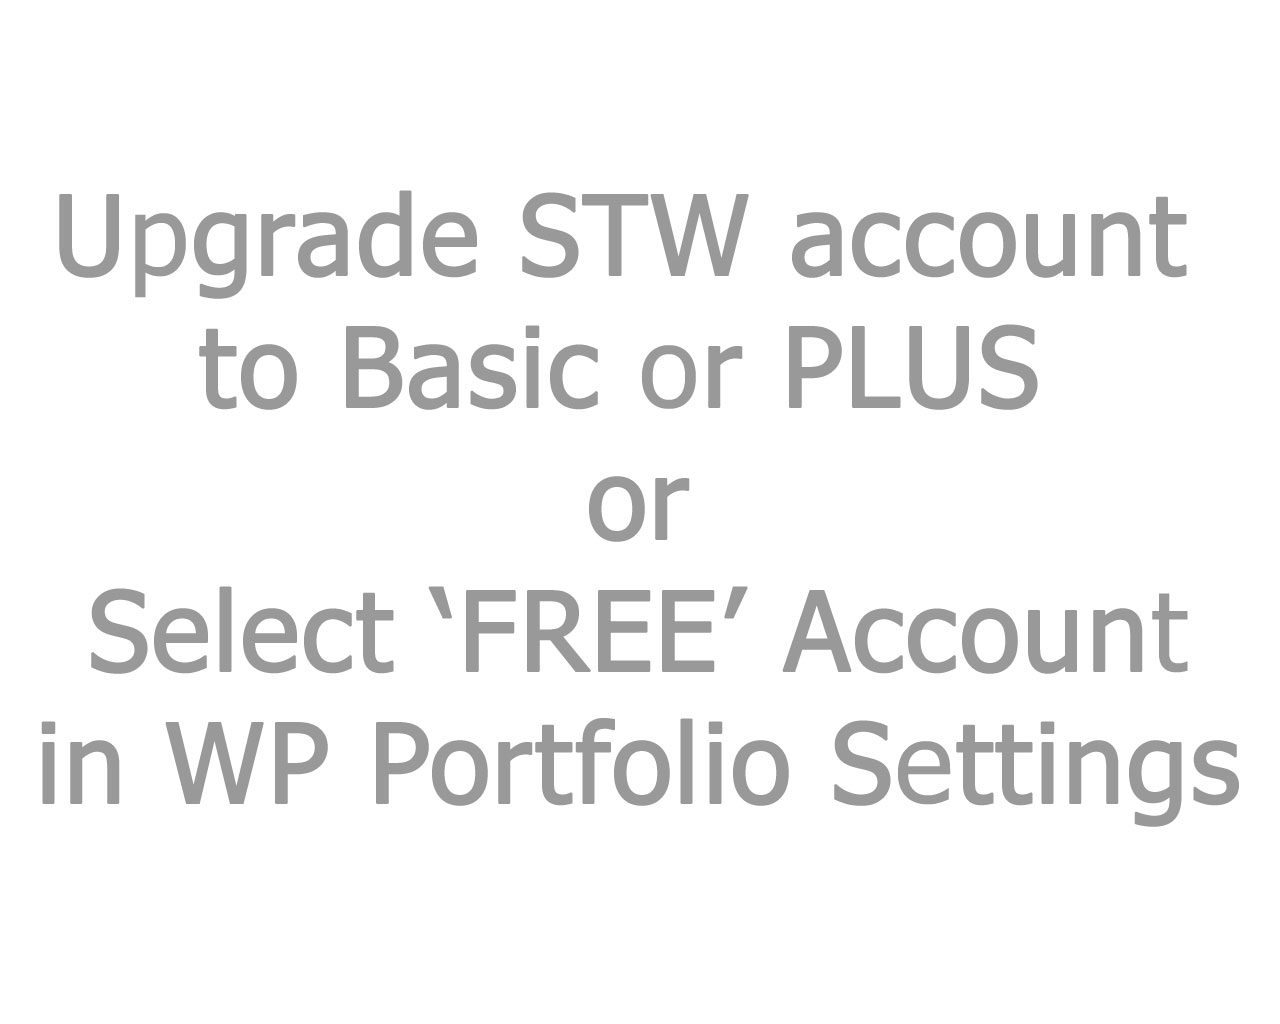 Upgrade STW account
to Basic or PLUS
or
Select ‘FREE’ Account
in WP Portfolio Settings